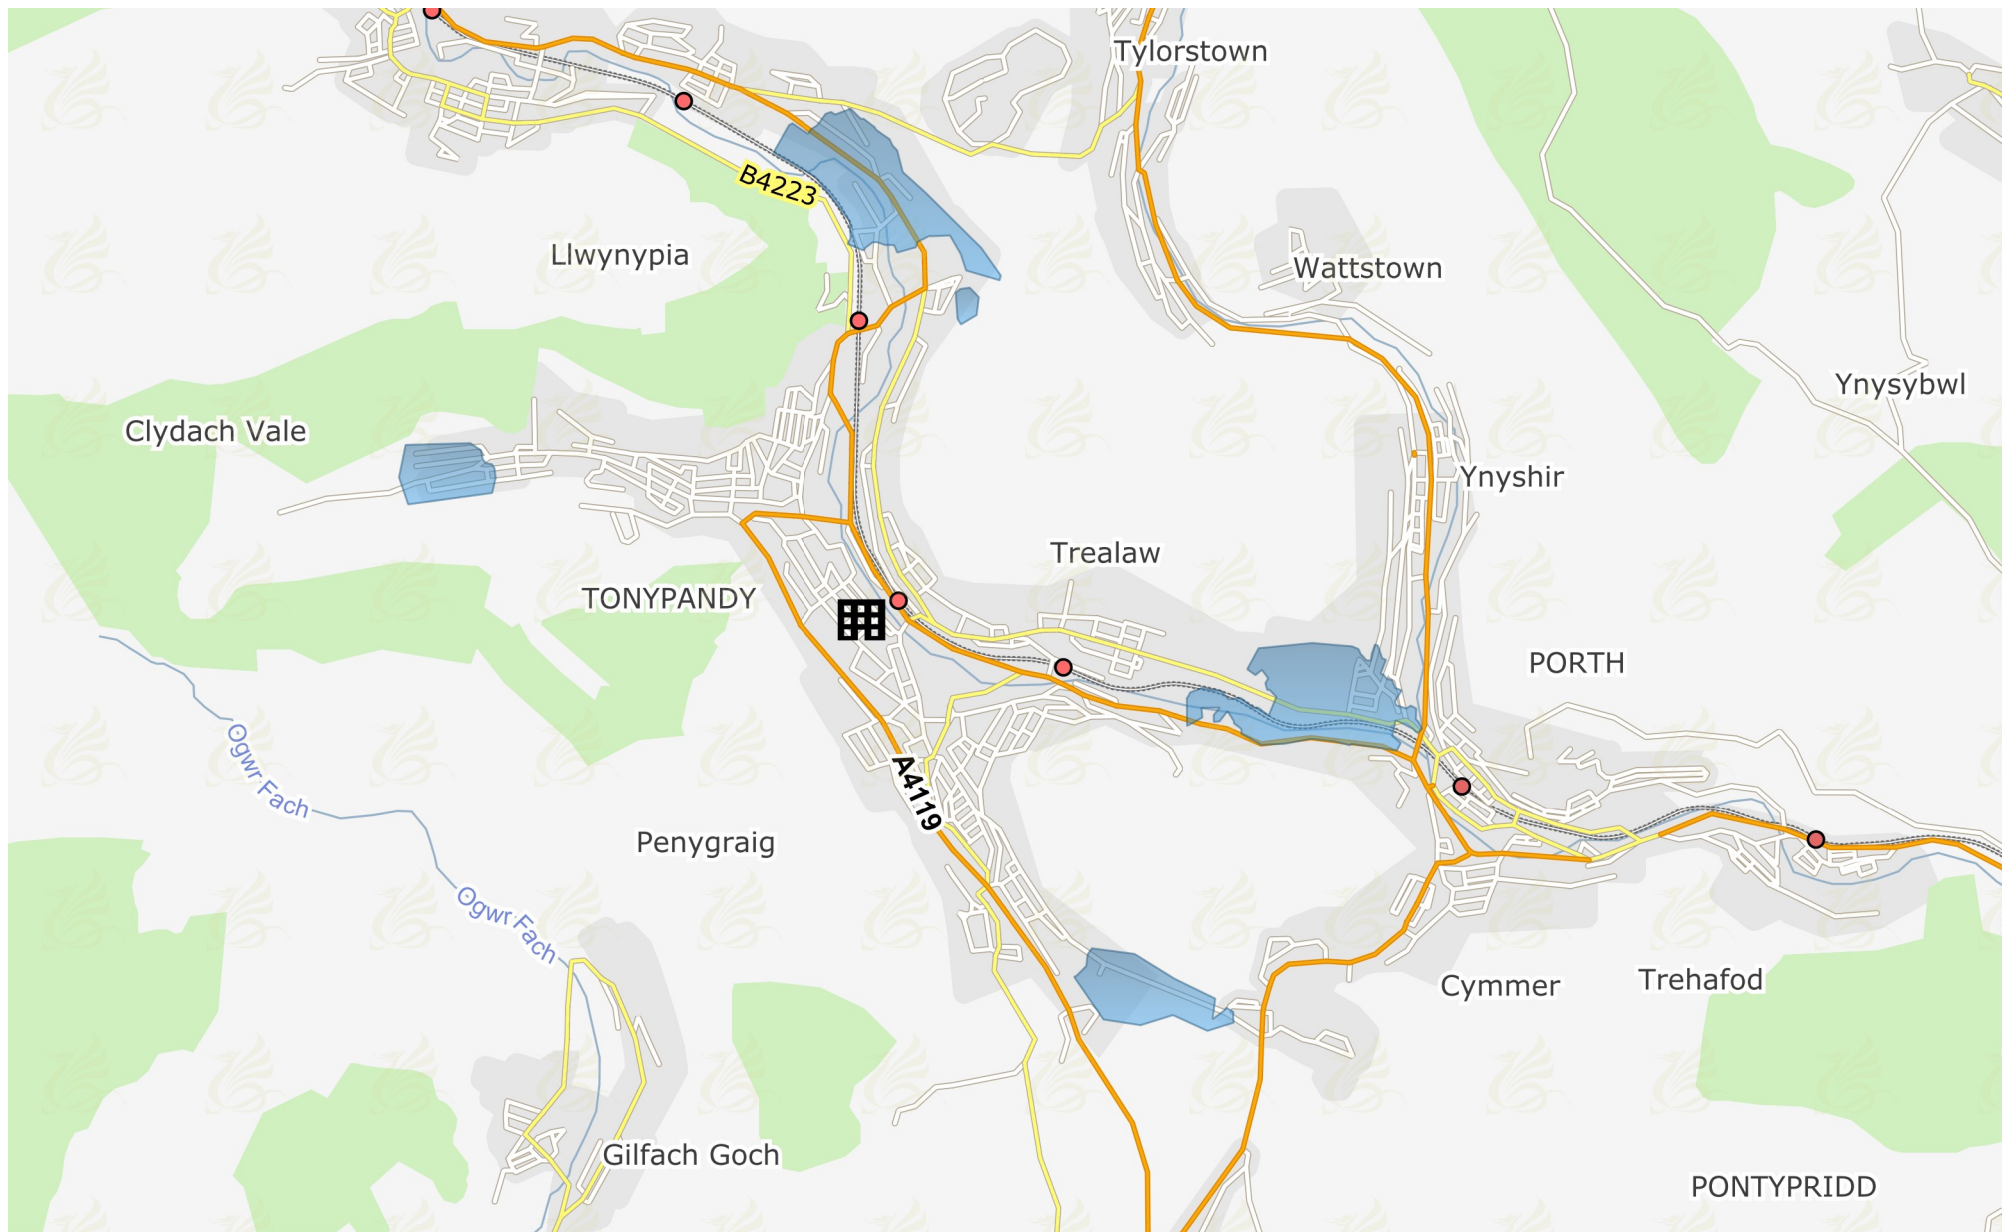 Tylorstown
B4223
Llwynypia
Wattstown
Ynysybwl
Clydach Vale
Ynyshir
Trealaw
TONYPANDY
PORTH
Ogwr Fach
A4119
Penygraig
Ogwr Fach
Cymmer
Trehafod
Gilfach Goch
PONTYPRIDD